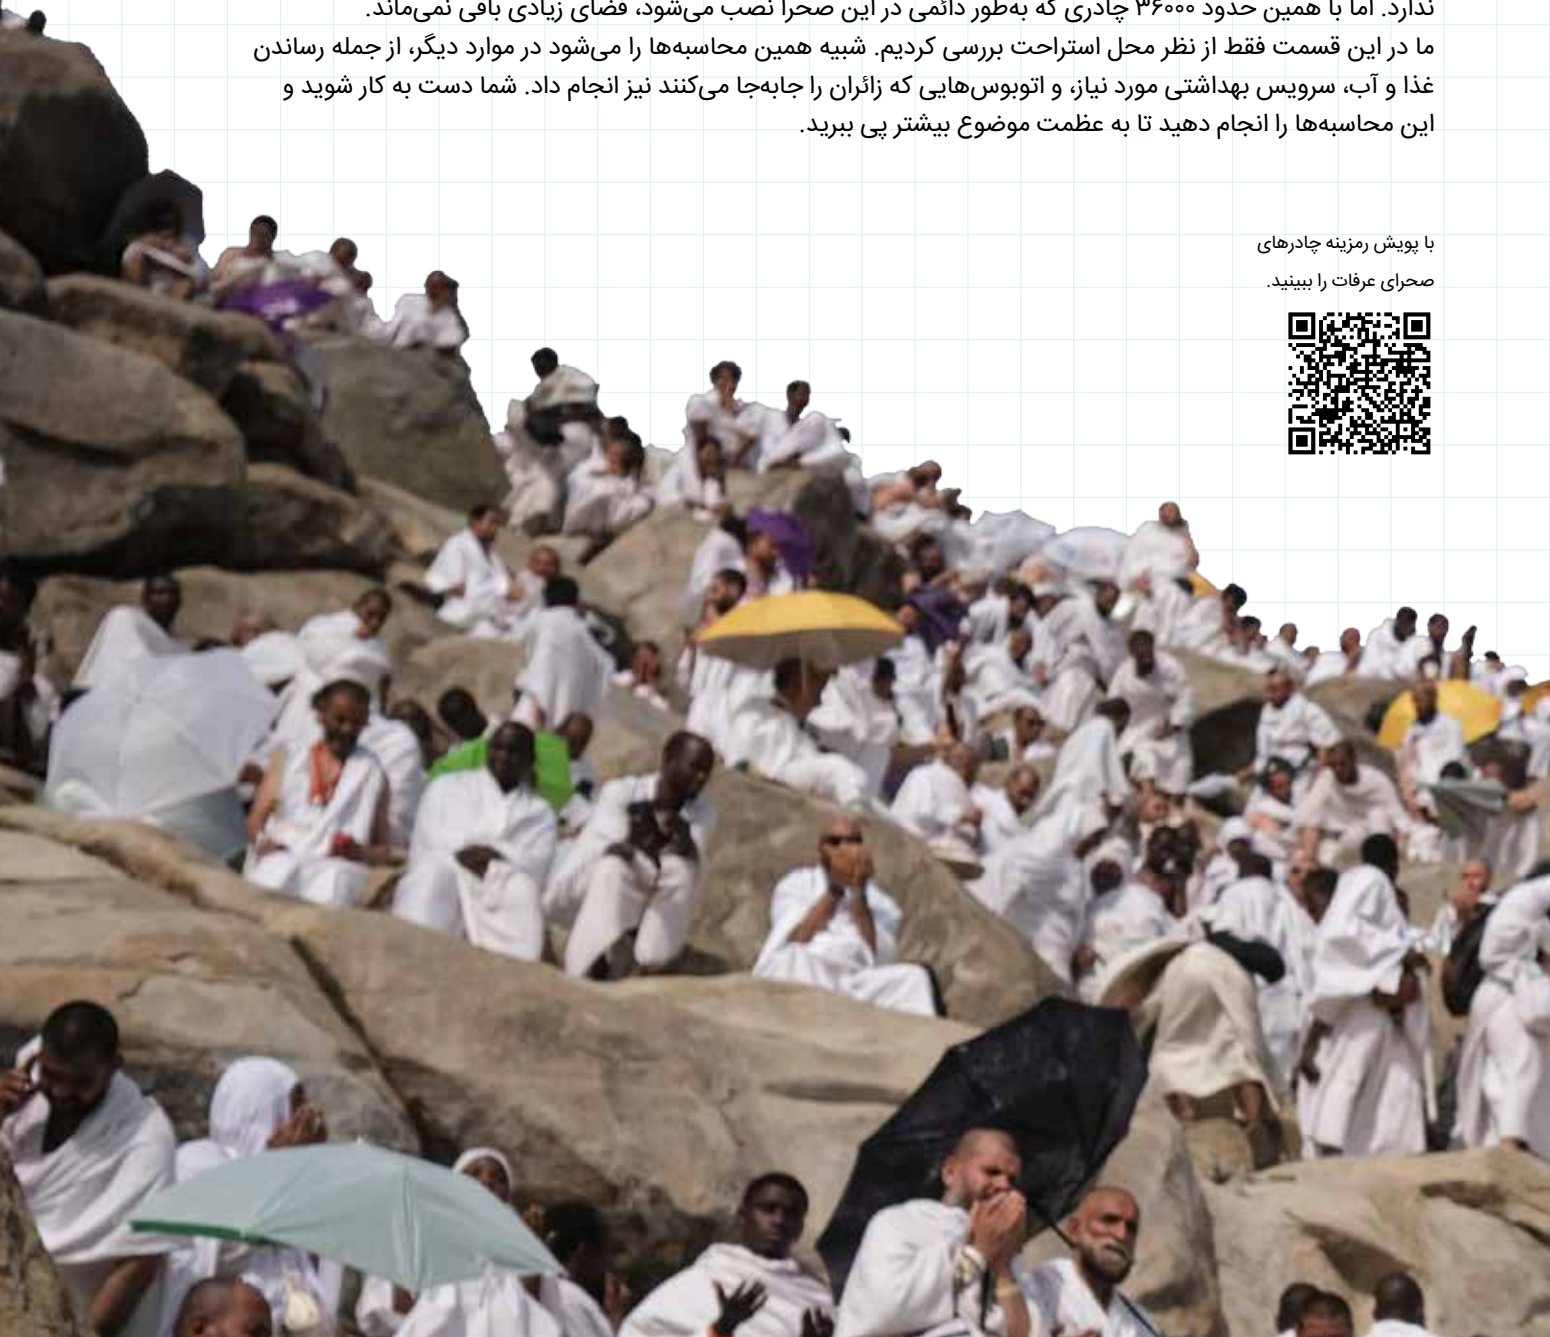 ندارد. اما با همین حدود ۳۶۰۰۰ چادری که به‌طور دائمی در این صحرا نصب می‌شود، فضای زیادی باقی نمی‌ماند.
ما در این قسمت فقط از نظر محل استراحت بررسی کردیم. شبیه همین محاسبه‌ها را می‌شود در موارد دیگر، از جمله رساندن
غذا و آب، سرویس بهداشتی مورد نیاز، و اتوبوس‌هایی که زائران را جابه‌جا می‌کنند نیز انجام داد. شما دست به کار شوید و
این محاسبه‌ها را انجام دهید تا به عظمت موضوع بیشتر پی ببرید.
با پویش رمزینه چادرهای
صحرای عرفات را ببینید.